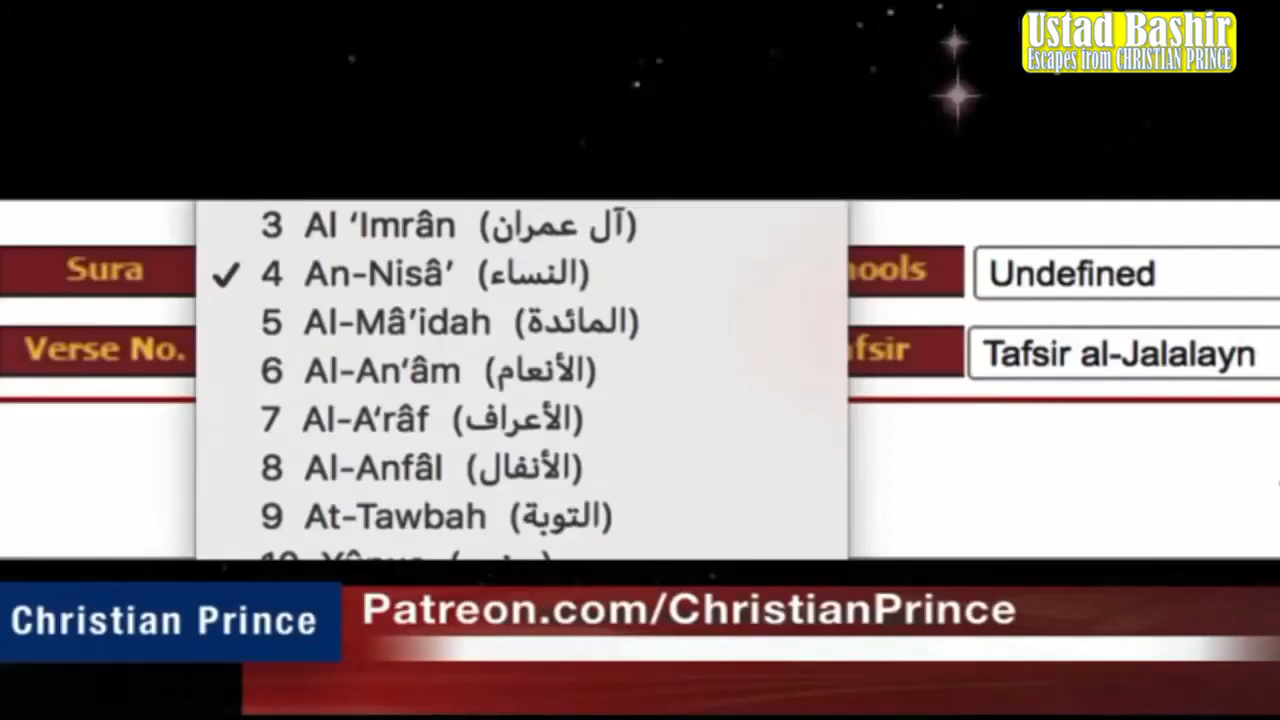 Ustad Bashir
Escapes from CHRISTIAN PRINCE
3 Al ‘Imrân (آل عمران)
Sura ✓ 4 An-Nisâ’ (النساء) hools Undefined
5 Al-Mâ’idah (المائدة)
Verse No. fsir Tafsir al-Jalalayn
6 Al-An‘âm (الأنعام)
7 Al-A‘râf (الأعراف)
8 Al-Anfâl (الأنفال)
9 At-Tawbah (التوبة)
Christian Prince
Patreon.com/ChristianPrince